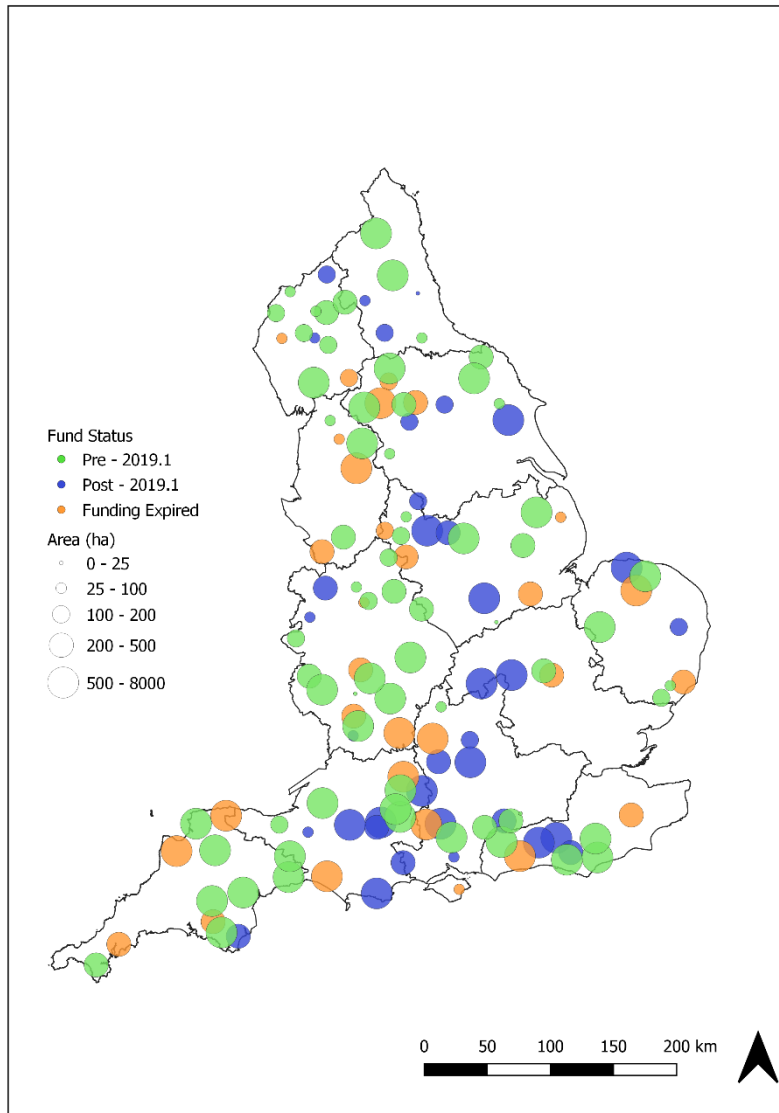 Fund Status
Pre - 2019.1
Post - 2019.1
Funding Expired
Area (ha)
0 - 25
25 - 100
100 - 200
200 - 500
500 - 8000
0 50 100 150 200 km